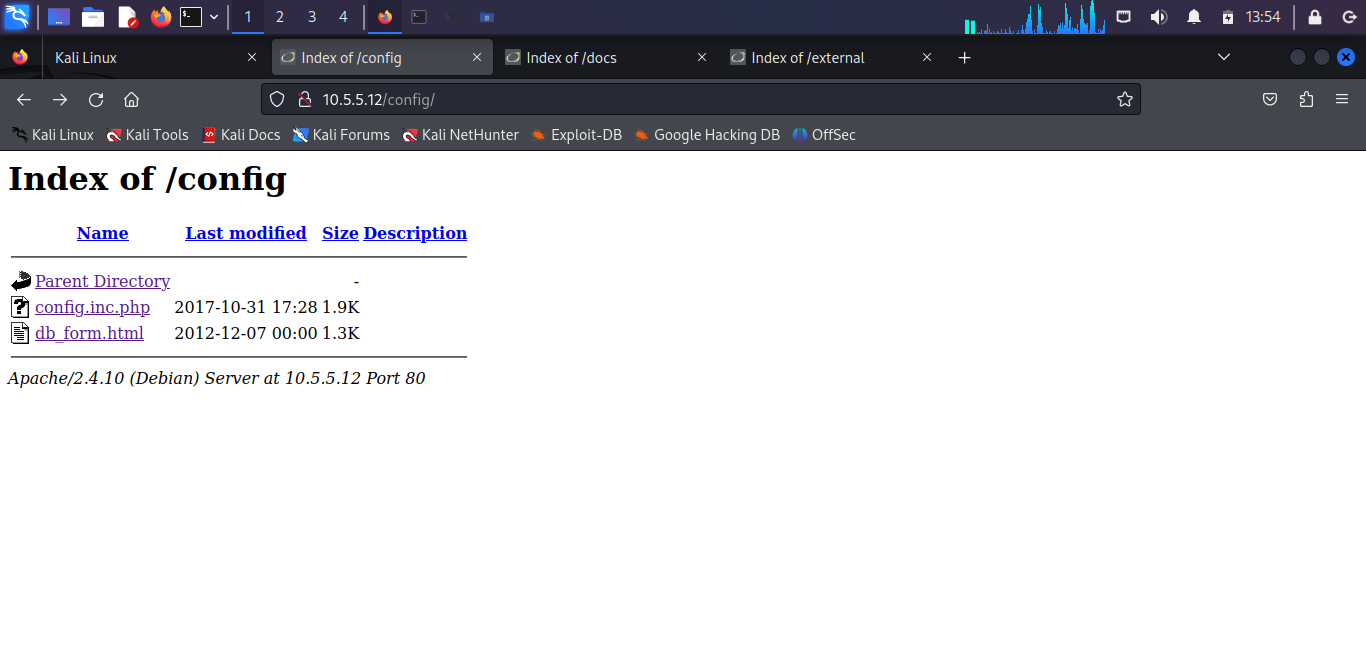 1 2 3 4 13:54
Kali Linux Index of /config Index of /docs Index of /external
10.5.5.12/config/
Kali Linux Kali Tools Kali Docs Kali Forums Kali NetHunter Exploit-DB Google Hacking DB OffSec
Index of /config
Name Last modified Size Description
Parent Directory -
config.inc.php 2017-10-31 17:28 1.9K
db_form.html 2012-12-07 00:00 1.3K
Apache/2.4.10 (Debian) Server at 10.5.5.12 Port 80